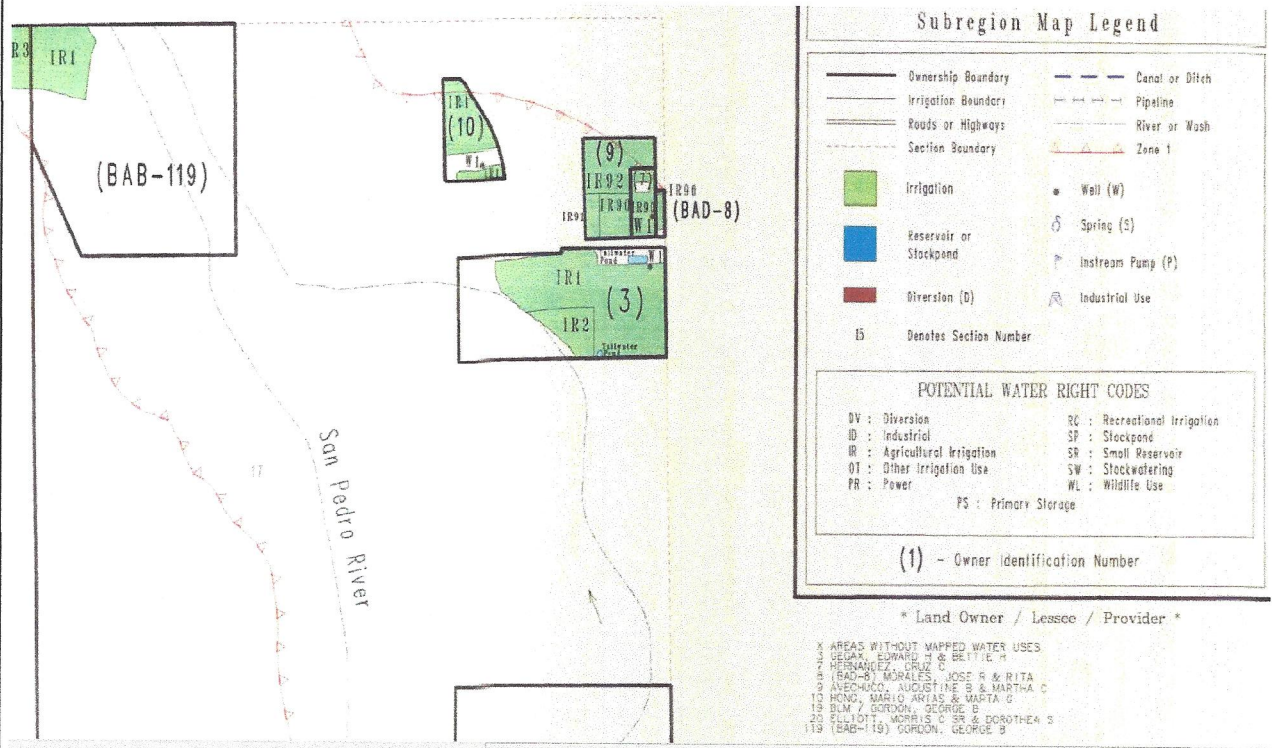 R3
IR1
(BAB-119)
17
San Pedro River
IR1
(10)
W1
(9)
IR92
IR90
(7)
W1
IR90
(BAD-8)
Tailwater
Pond
W1
IR1
(3)
IR2
Tailwater
Pond
Subregion Map Legend
Ownership Boundary
Irrigation Boundary
Roads or Highways
Section Boundary
Irrigation
Reservoir or
Stockpond
Diversion (D)
15 Denotes Section Number
Canal or Ditch
Pipeline
River or Wash
Zone 1
Well (W)
Spring (S)
Instream Pump (P)
Industrial Use
POTENTIAL WATER RIGHT CODES
DV : Diversion
ID : Industrial
IR : Agricultural Irrigation
OT : Other Irrigation Use
PR : Power
RC : Recreational Irrigation
SP : Stockpond
SR : Small Reservoir
SW : Stockwatering
WL : Wildlife Use
PS : Primary Storage
(1) - Owner Identification Number
* Land Owner / Lessee / Provider *
X AREAS WITHOUT MAPPED WATER USES
3 GEGAX, EDWARD H & BETTIE H
7 HERNANDEZ, CRUZ C
8 (BAD-8) MORALES, JOSE R & RITA
9 AVECHUCO, AUGUSTINE B & MARTHA C
10 HONG, MARIO ARIAS & MARTA G
19 BLM / GORDON, GEORGE B
20 ELLIOTT, MORRIS C SR & DOROTHEA S
119 (BAB-119) GORDON, GEORGE B